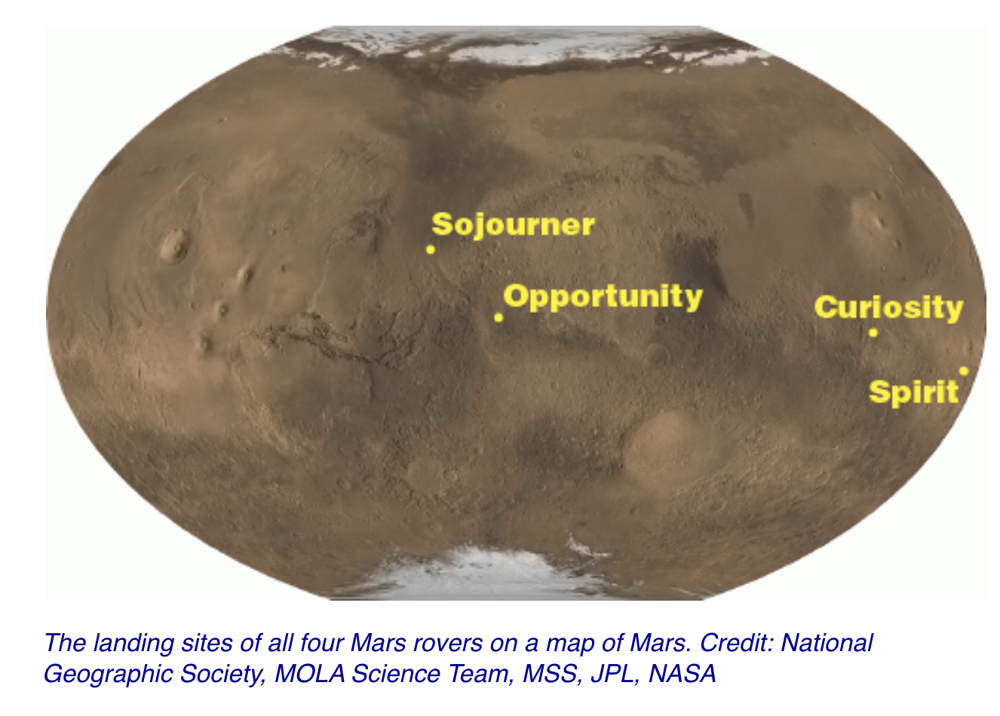 Sojourner
Opportunity
Curiosity
Spirit
The landing sites of all four Mars rovers on a map of Mars. Credit: National
Geographic Society, MOLA Science Team, MSS, JPL, NASA